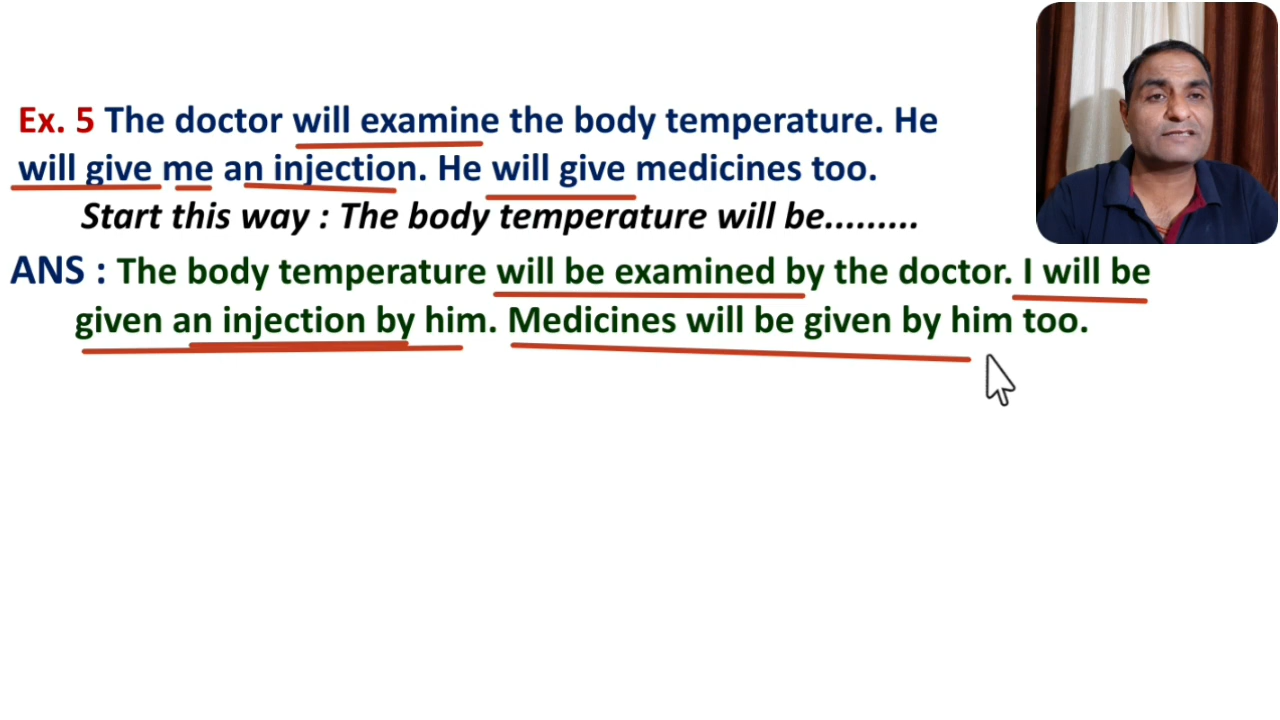 Ex. 5 The doctor will examine the body temperature. He
will give me an injection. He will give medicines too.
Start this way : The body temperature will be.........
ANS : The body temperature will be examined by the doctor. I will be
given an injection by him. Medicines will be given by him too.